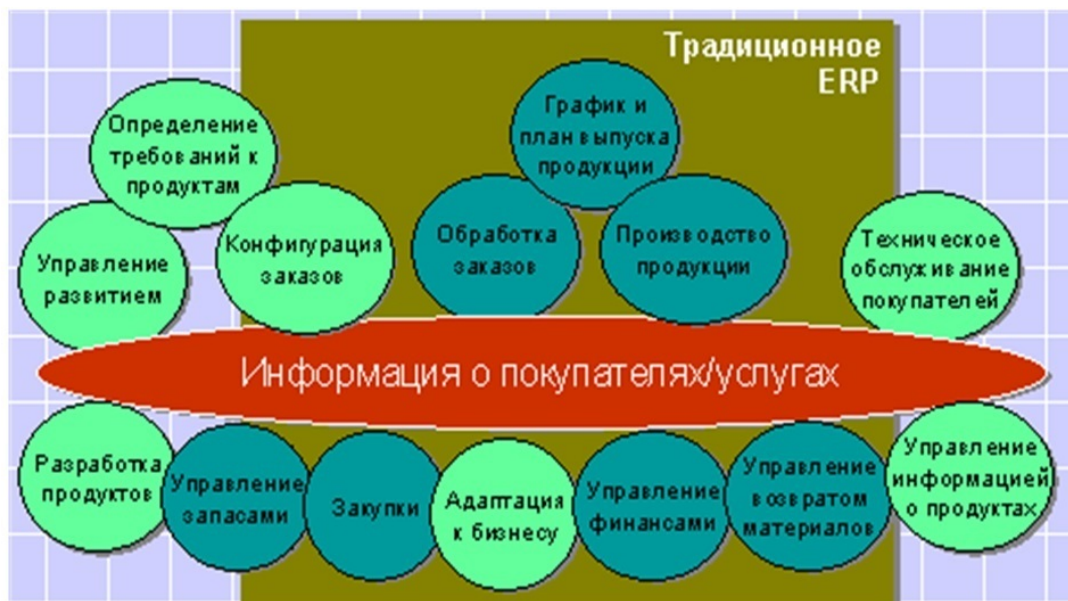 Традиционное
ERP
Определение
требований к
продуктам
График и
план выпуска
продукции
Управление
развитием
Конфигурация
заказов
Обработка
заказов
Производство
продукции
Техническое
обслуживание
покупателей
Информация о покупателях/услугах
Разработка
продуктов
Управление
запасами
Закупки
Адаптация
к бизнесу
Управление
финансами
Управление
возвратом
материалов
Управление
информацией
о продуктах